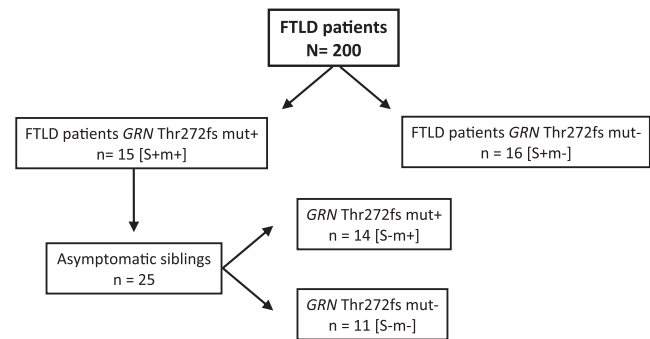 FTLD patients
N= 200
FTLD patients GRN Thr272fs mut+
n= 15 [S+m+]
FTLD patients GRN Thr272fs mut-
n = 16 [S+m-]
Asymptomatic siblings
n = 25
GRN Thr272fs mut+
n = 14 [S-m+]
GRN Thr272fs mut-
n = 11 [S-m-]